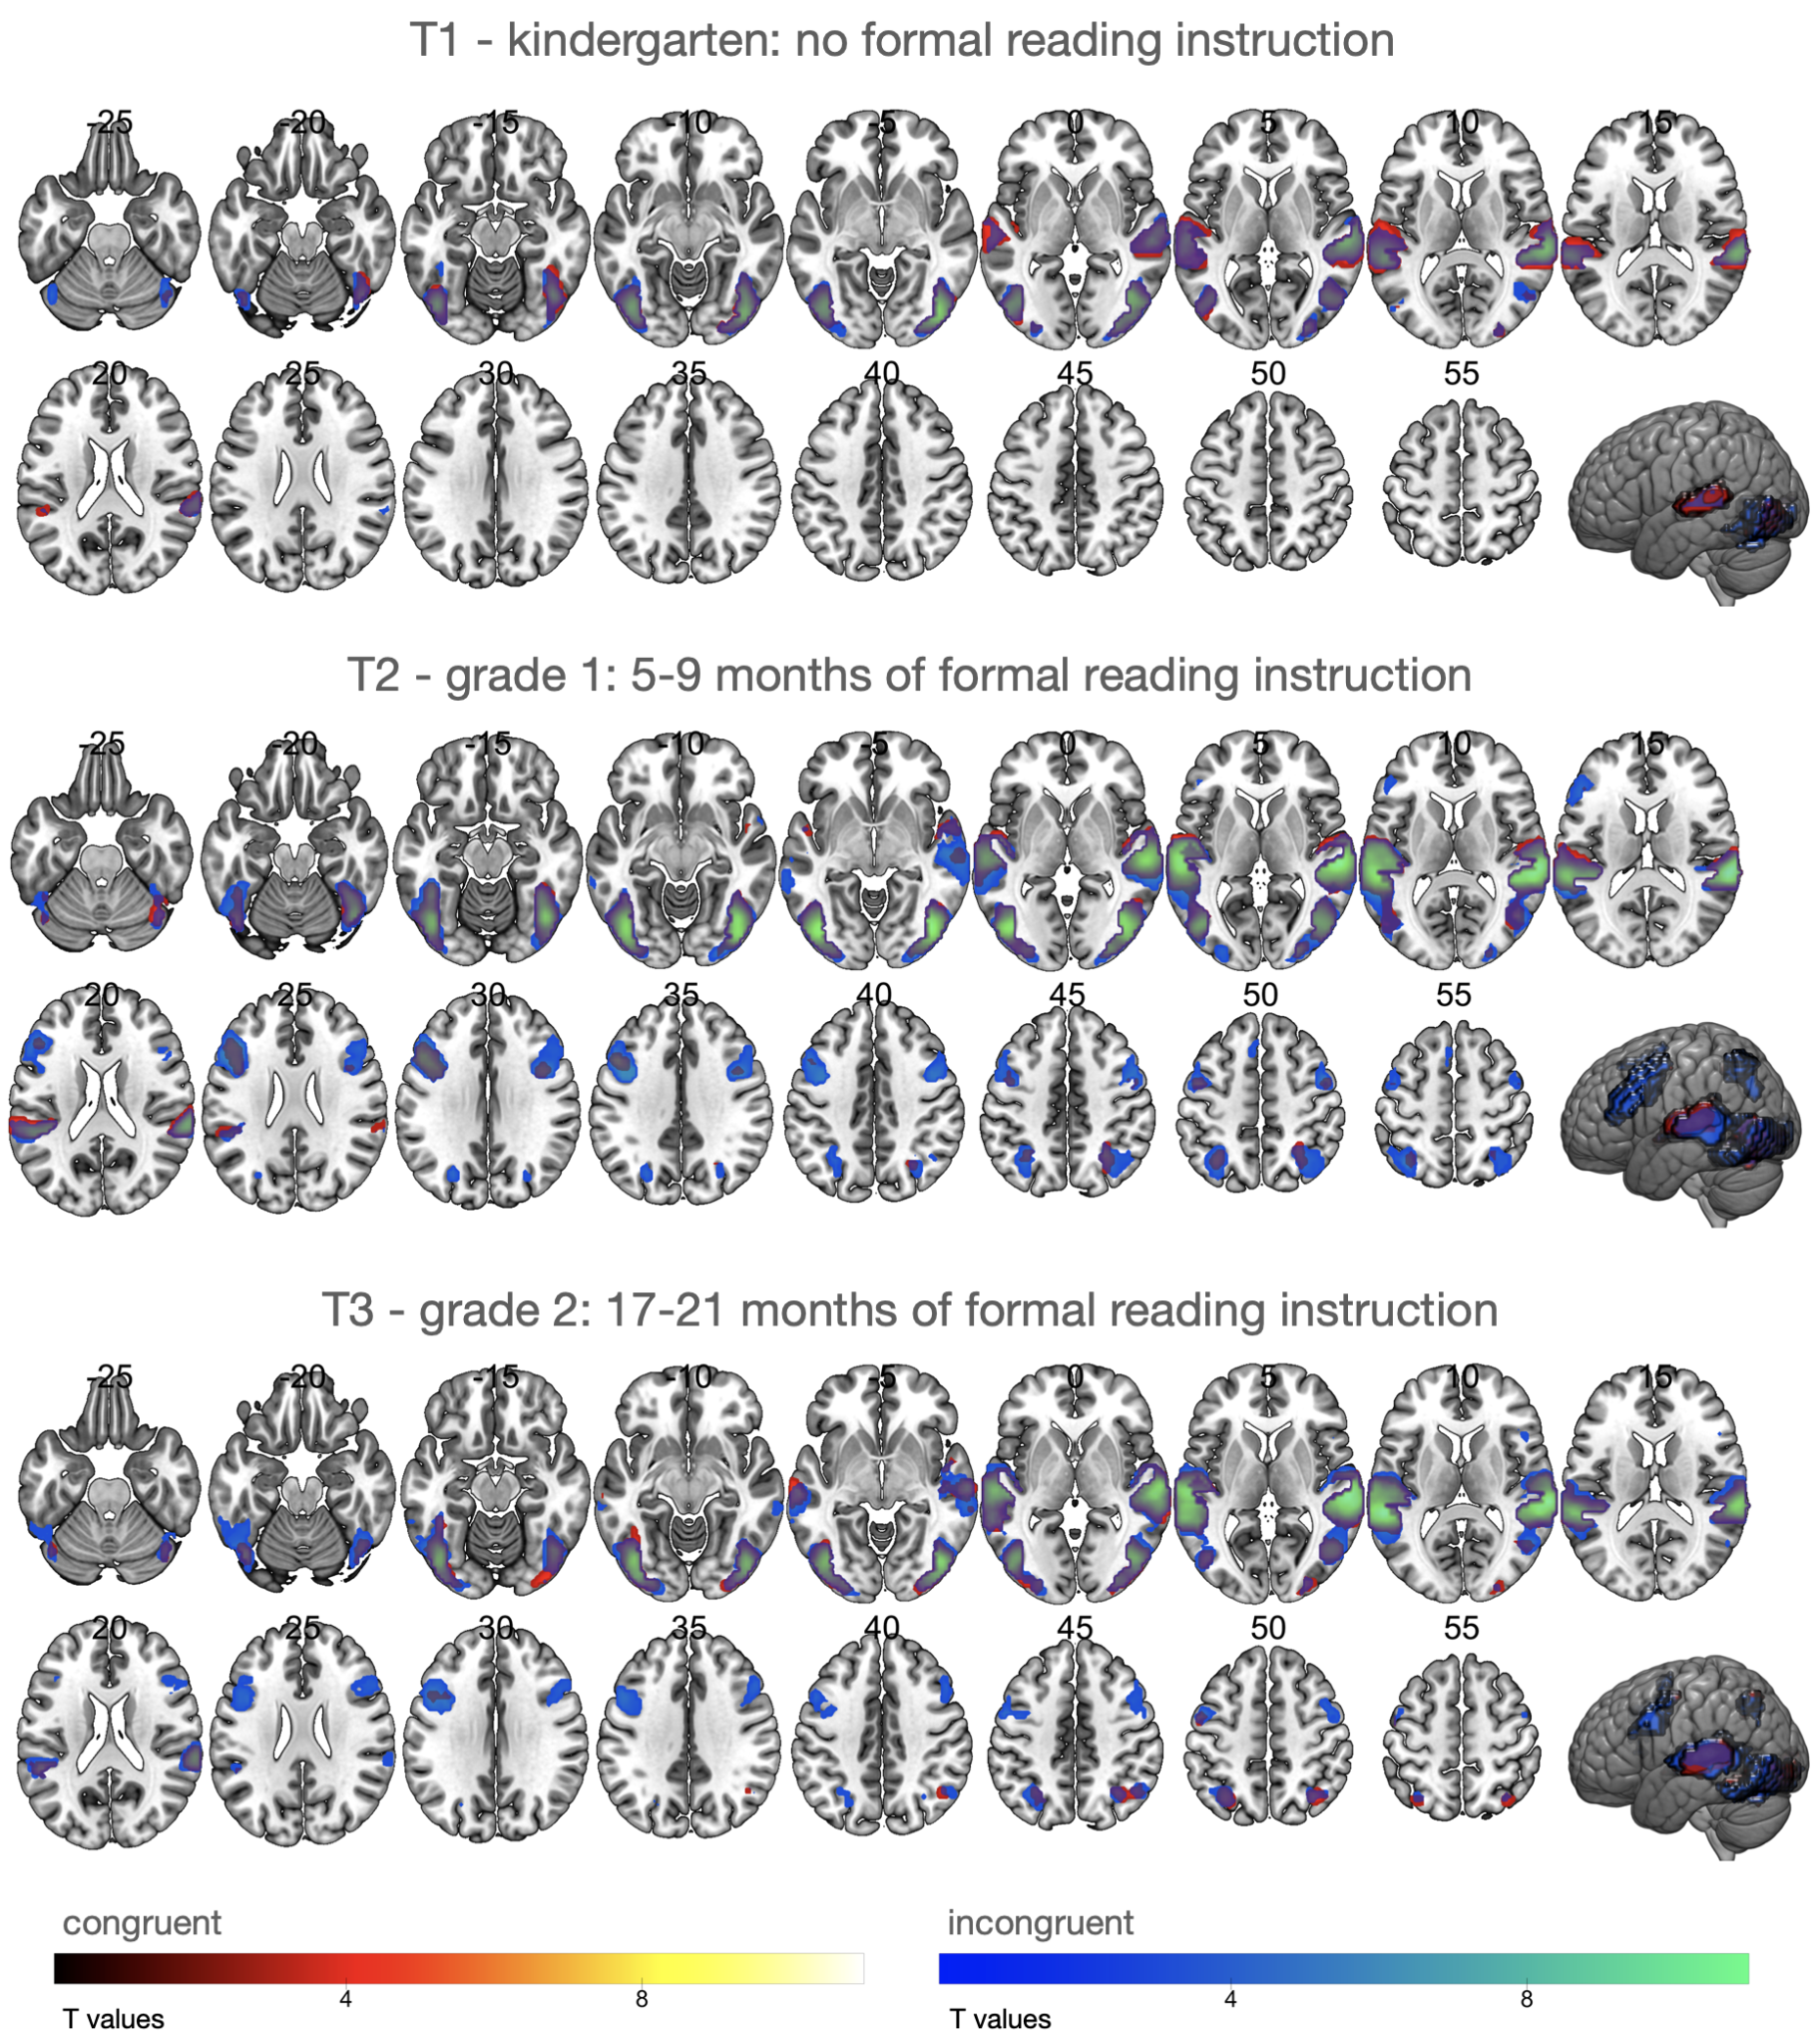 T1 - kindergarten: no formal reading instruction
-25 -20 -15 -10 -5 0 5 10 15
20 25 30 35 40 45 50 55
T2 - grade 1: 5-9 months of formal reading instruction
-25 -20 -15 -10 -5 0 5 10 15
20 25 30 35 40 45 50 55
T3 - grade 2: 17-21 months of formal reading instruction
-25 -20 -15 -10 -5 0 5 10 15
20 25 30 35 40 45 50 55
congruent incongruent
4 8 4 8
T values T values